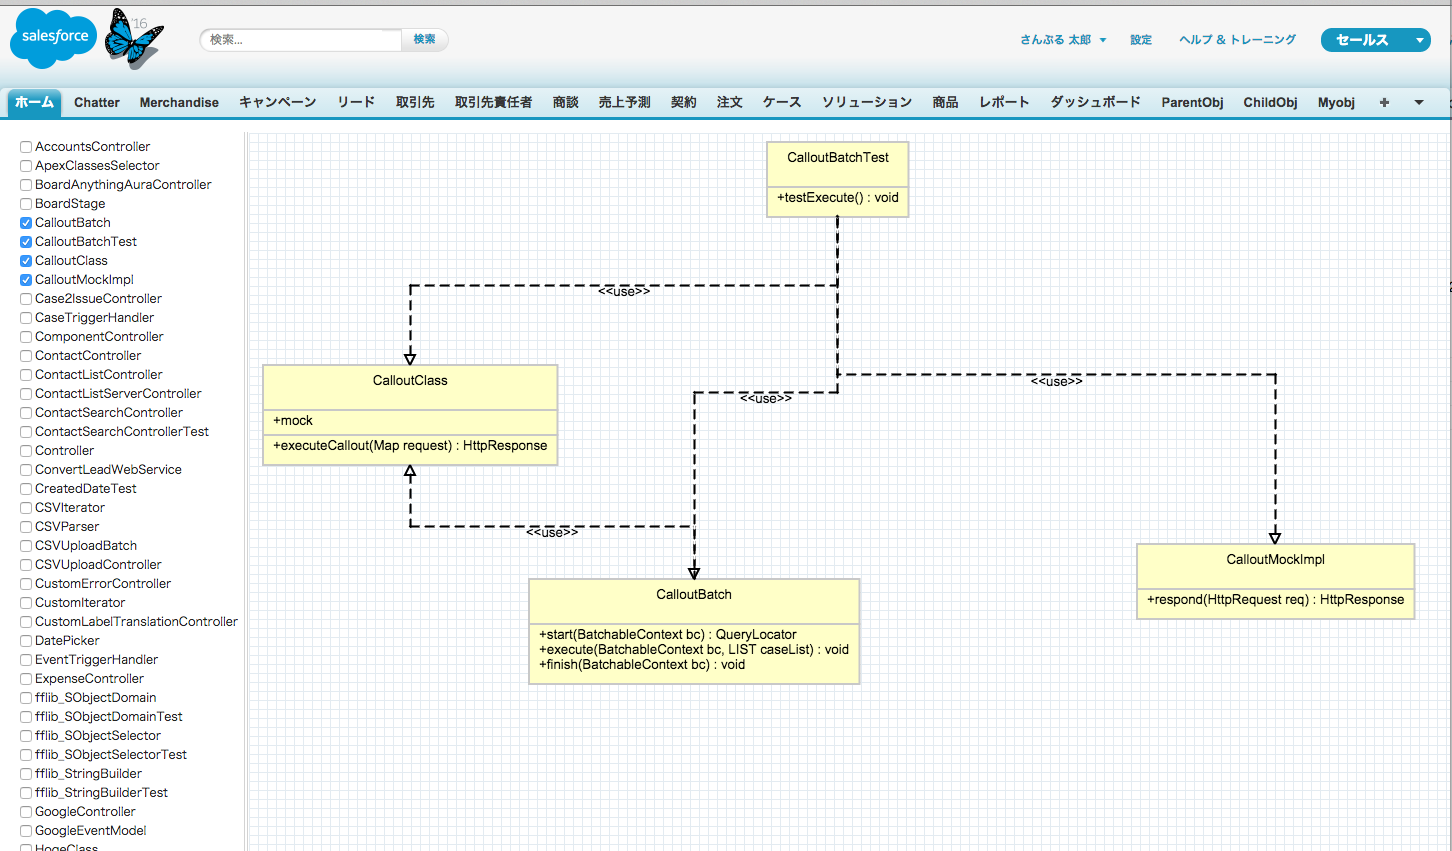 salesforce
'16
検索...
検索
さんぷる 太郎
設定
ヘルプ & トレーニング
セールス
ホーム Chatter Merchandise キャンペーン リード 取引先 取引先責任者 商談 売上予測 契約 注文 ケース ソリューション 商品 レポート ダッシュボード ParentObj ChildObj Myobj +
AccountsController
ApexClassesSelector
BoardAnythingAuraController
BoardStage
CalloutBatch
CalloutBatchTest
CalloutClass
CalloutMockImpl
Case2IssueController
CaseTriggerHandler
ComponentController
ContactController
ContactListController
ContactListServerController
ContactSearchController
ContactSearchControllerTest
Controller
ConvertLeadWebService
CreatedDateTest
CSVIterator
CSVParser
CSVUploadBatch
CSVUploadController
CustomErrorController
CustomIterator
CustomLabelTranslationController
DatePicker
EventTriggerHandler
ExpenseController
fflib_SObjectDomain
fflib_SObjectDomainTest
fflib_SObjectSelector
fflib_SObjectSelectorTest
fflib_StringBuilder
fflib_StringBuilderTest
GoogleController
GoogleEventModel
HogeClass
CalloutBatchTest
+testExecute() : void
<<use>>
<<use>>
<<use>>
CalloutClass
+mock
+executeCallout(Map request) : HttpResponse
<<use>>
CalloutMockImpl
+respond(HttpRequest req) : HttpResponse
CalloutBatch
+start(BatchableContext bc) : QueryLocator
+execute(BatchableContext bc, LIST caseList) : void
+finish(BatchableContext bc) : void